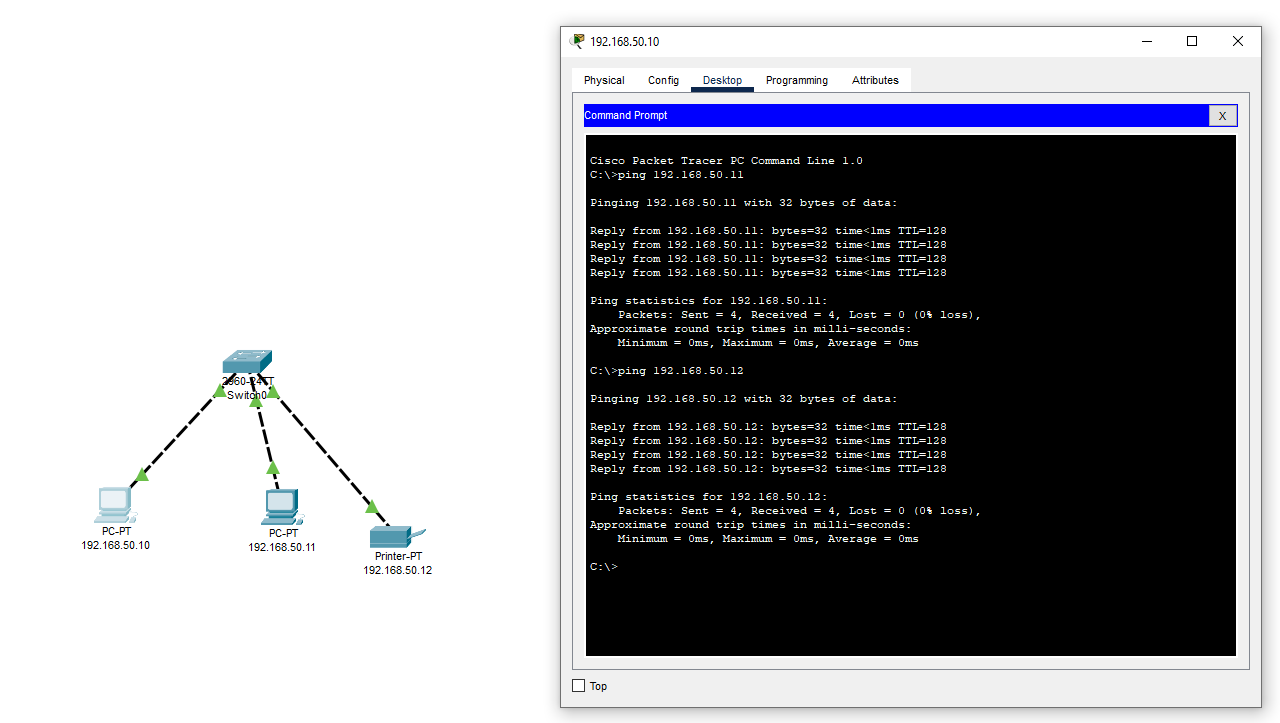 2960-24TT
Switch0
PC-PT
192.168.50.10
PC-PT
192.168.50.11
Printer-PT
192.168.50.12
192.168.50.10
Physical Config Desktop Programming Attributes
Command Prompt X
Cisco Packet Tracer PC Command Line 1.0
C:\>ping 192.168.50.11
Pinging 192.168.50.11 with 32 bytes of data:
Reply from 192.168.50.11: bytes=32 time<1ms TTL=128
Reply from 192.168.50.11: bytes=32 time<1ms TTL=128
Reply from 192.168.50.11: bytes=32 time<1ms TTL=128
Reply from 192.168.50.11: bytes=32 time<1ms TTL=128
Ping statistics for 192.168.50.11:
Packets: Sent = 4, Received = 4, Lost = 0 (0% loss),
Approximate round trip times in milli-seconds:
Minimum = 0ms, Maximum = 0ms, Average = 0ms
C:\>ping 192.168.50.12
Pinging 192.168.50.12 with 32 bytes of data:
Reply from 192.168.50.12: bytes=32 time<1ms TTL=128
Reply from 192.168.50.12: bytes=32 time<1ms TTL=128
Reply from 192.168.50.12: bytes=32 time<1ms TTL=128
Reply from 192.168.50.12: bytes=32 time<1ms TTL=128
Ping statistics for 192.168.50.12:
Packets: Sent = 4, Received = 4, Lost = 0 (0% loss),
Approximate round trip times in milli-seconds:
Minimum = 0ms, Maximum = 0ms, Average = 0ms
C:\>
Top